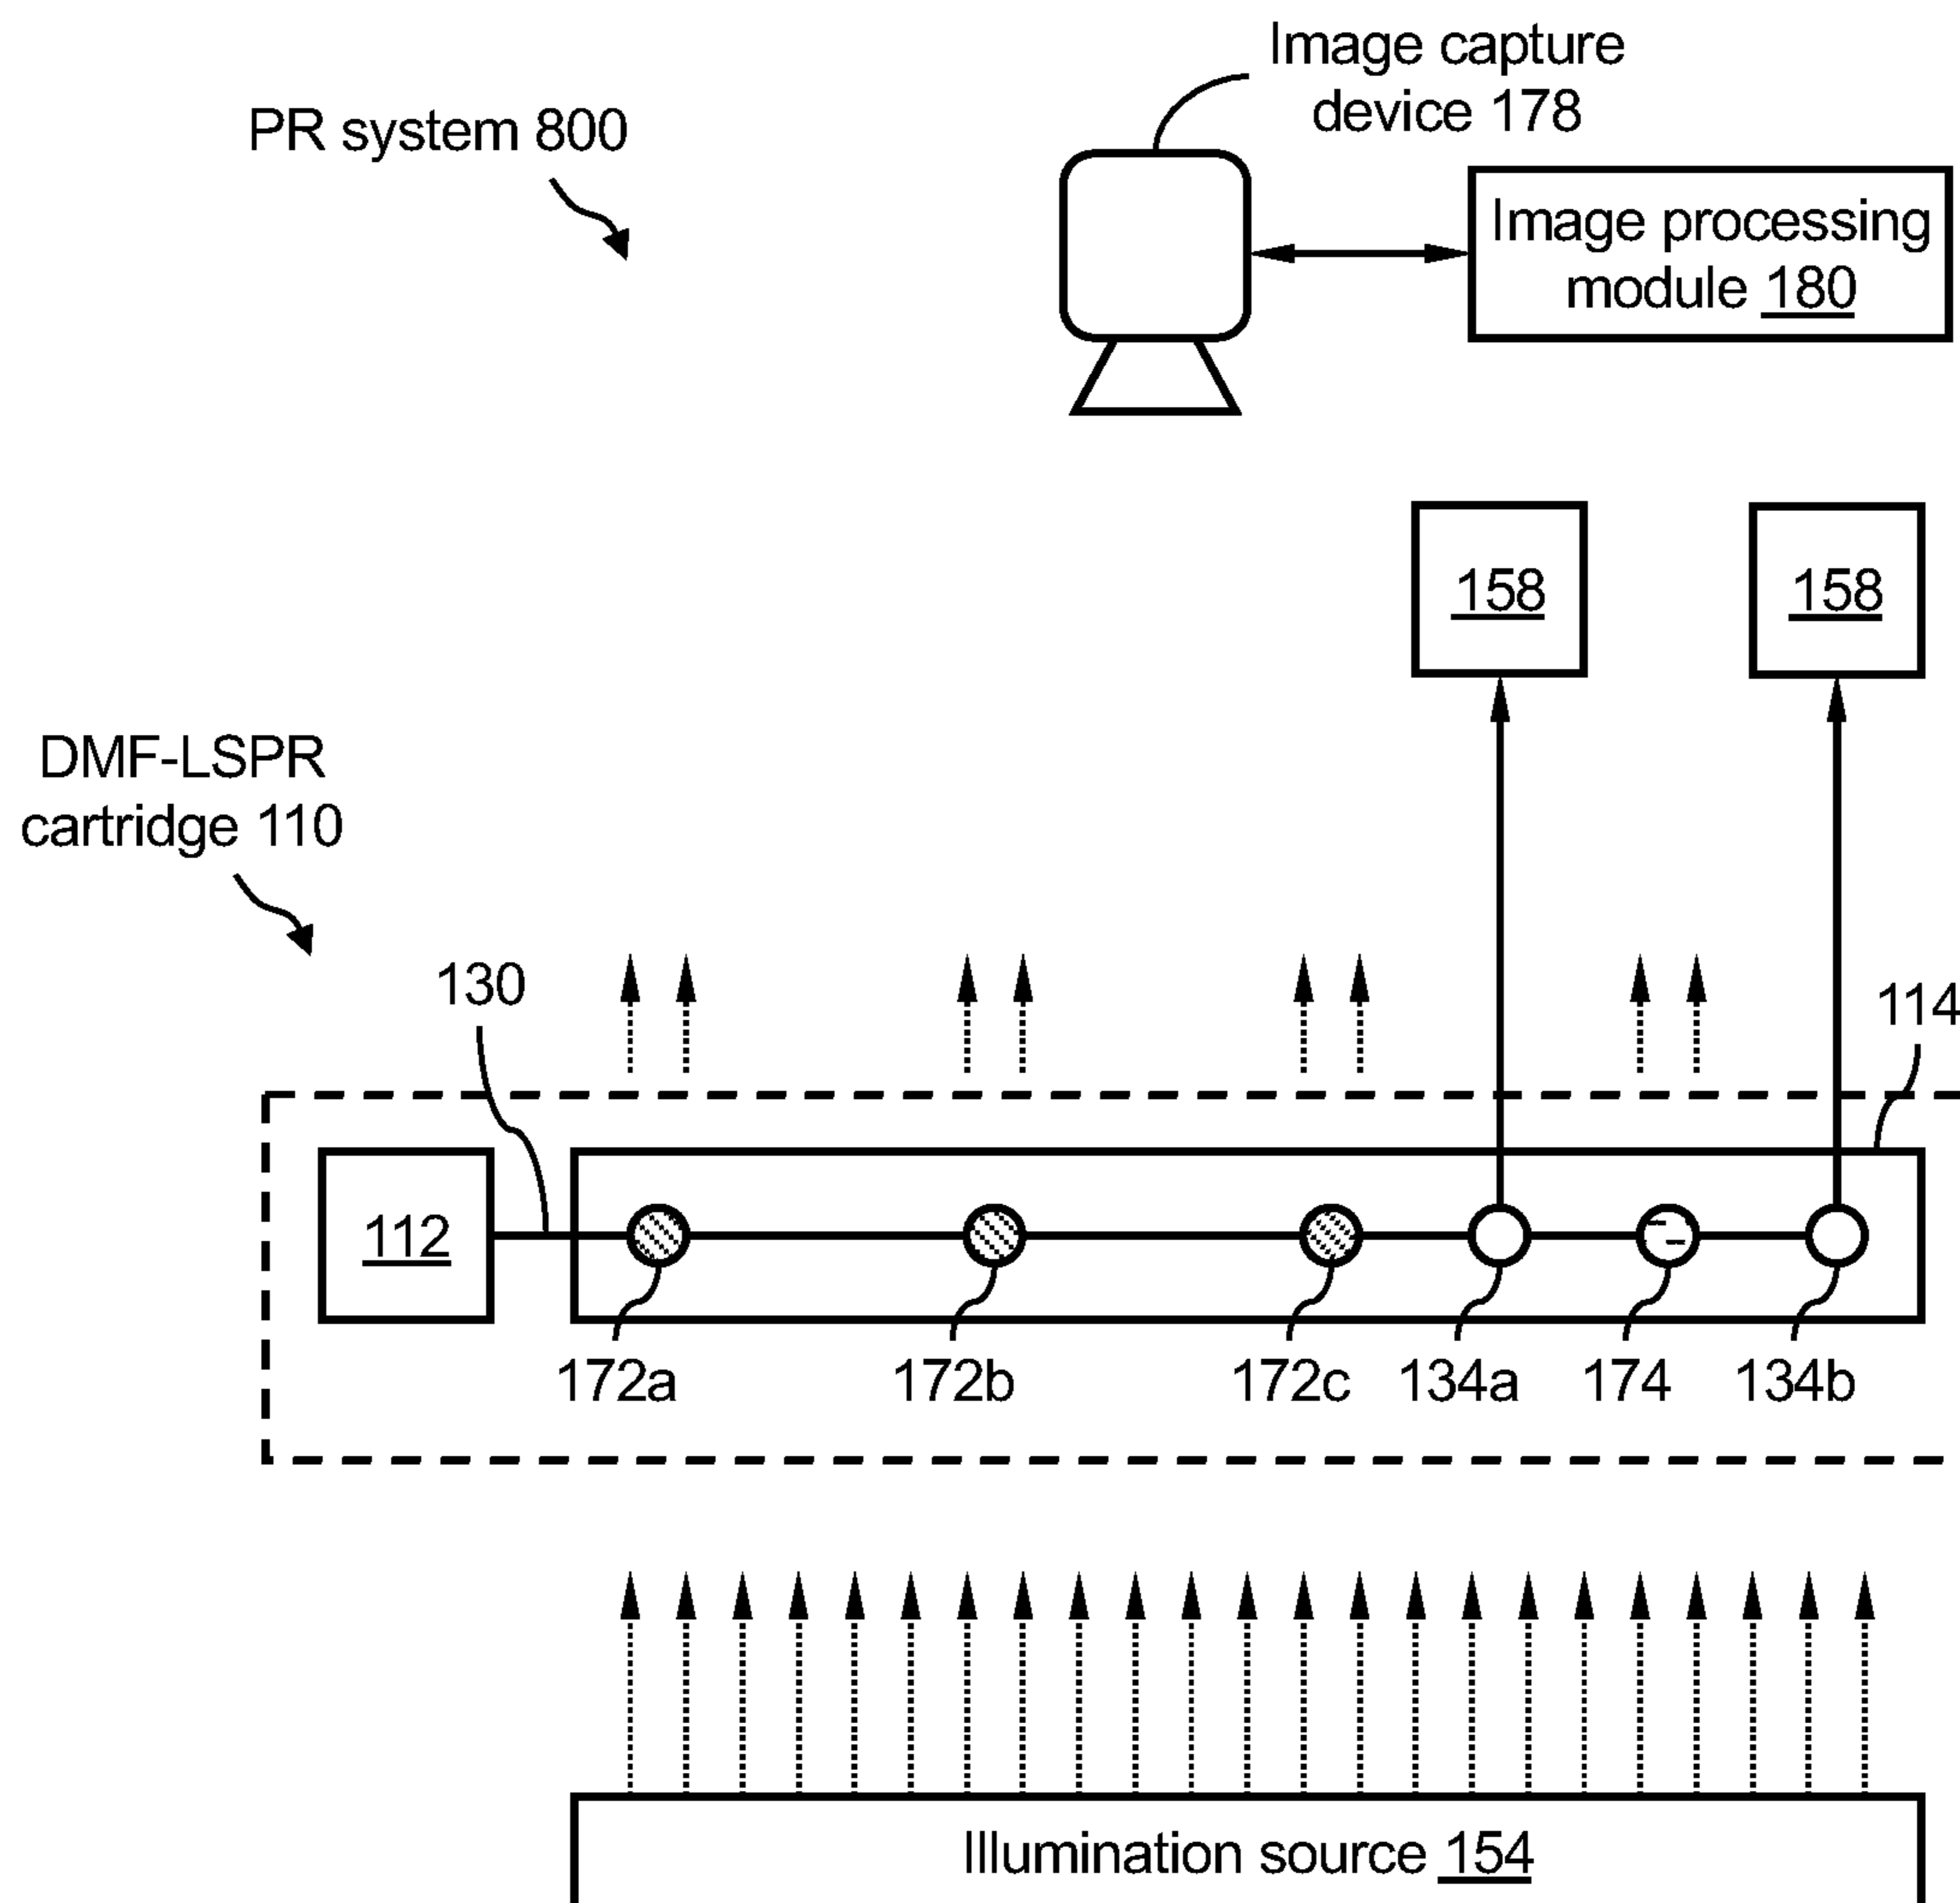 Image capture
device 178
PR system 800
Image processing
module 180
158
158
DMF-LSPR
cartridge 110
130
114
112
172a
172b
172c
134a
174
134b
Illumination source 154